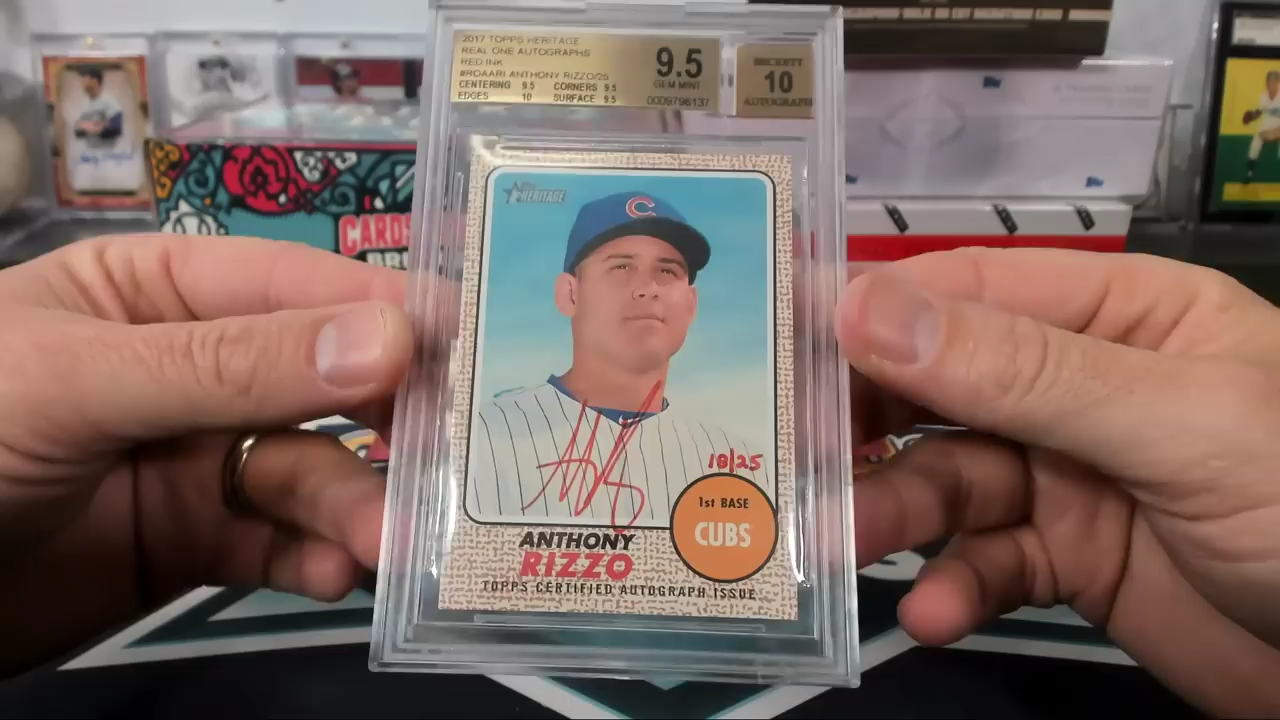 2017 TOPPS HERITAGE
REAL ONE AUTOGRAPHS
RED INK
#ROAARI ANTHONY RIZZO/25
CENTERING 9.5 CORNERS 9.5
EDGES 10 SURFACE 9.5
9.5
GEM MINT
0009796137
BECKETT
10
AUTOGRAPH
CARDS
HERITAGE
C
18/25
1st BASE
CUBS
ANTHONY
RIZZO
TOPPS CERTIFIED AUTOGRAPH ISSUE